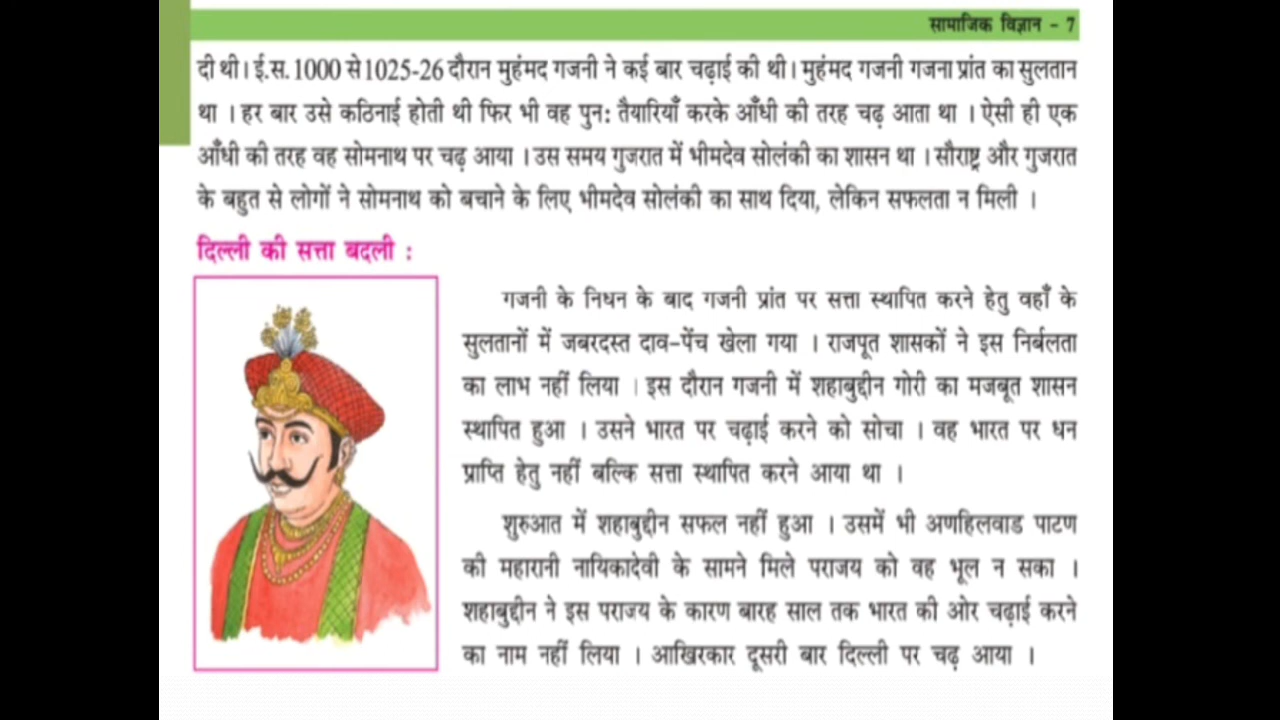 सामाजिक विज्ञान - 7
दी थी। ई.स. 1000 से 1025-26 दौरान मुहंमद गजनी ने कई बार चढ़ाई की थी। मुहंमद गजनी गजना प्रांत का सुलतान
था । हर बार उसे कठिनाई होती थी फिर भी वह पुनः तैयारियाँ करके आँधी की तरह चढ़ आता था । ऐसी ही एक
आँधी की तरह वह सोमनाथ पर चढ़ आया । उस समय गुजरात में भीमदेव सोलंकी का शासन था । सौराष्ट्र और गुजरात
के बहुत से लोगों ने सोमनाथ को बचाने के लिए भीमदेव सोलंकी का साथ दिया, लेकिन सफलता न मिली ।
दिल्ली की सत्ता बदली :
गजनी के निधन के बाद गजनी प्रांत पर सत्ता स्थापित करने हेतु वहाँ के
सुलतानों में जबरदस्त दाव-पेंच खेला गया । राजपूत शासकों ने इस निर्बलता
का लाभ नहीं लिया । इस दौरान गजनी में शहाबुद्दीन गोरी का मजबूत शासन
स्थापित हुआ । उसने भारत पर चढ़ाई करने को सोचा । वह भारत पर धन
प्राप्ति हेतु नहीं बल्कि सत्ता स्थापित करने आया था ।
शुरुआत में शहाबुद्दीन सफल नहीं हुआ । उसमें भी अणहिलवाड पाटण
की महारानी नायिकादेवी के सामने मिले पराजय को वह भूल न सका ।
शहाबुद्दीन ने इस पराजय के कारण बारह साल तक भारत की ओर चढ़ाई करने
का नाम नहीं लिया । आखिरकार दूसरी बार दिल्ली पर चढ़ आया ।